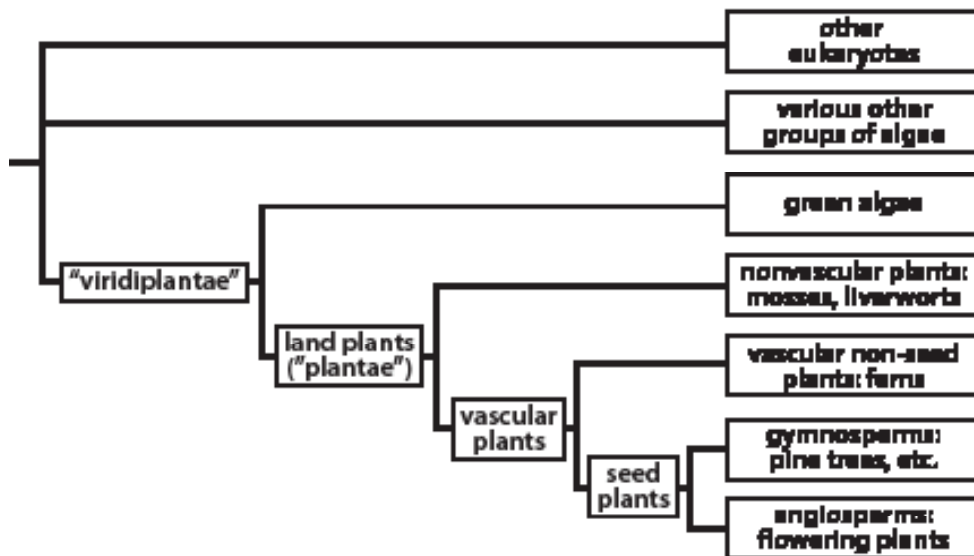 other
eukaryotes
various other
groups of algae
green algae
"viridiplantae"
nonvascular plants:
mosses, liverworts
land plants
("plantae")
vascular non-seed
plants: ferns
vascular
plants
gymnosperms:
pine trees, etc.
seed
plants
angiosperms:
flowering plants